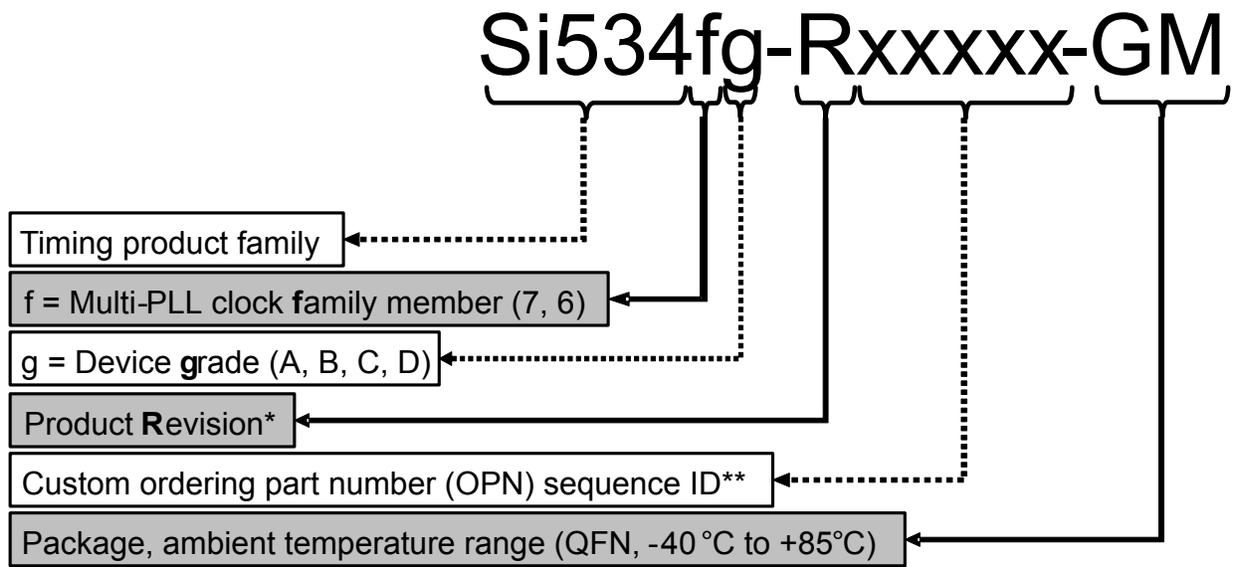 Si534fg-Rxxxxx-GM
Timing product family
f = Multi-PLL clock family member (7, 6)
g = Device grade (A, B, C, D)
Product Revision*
Custom ordering part number (OPN) sequence ID**
Package, ambient temperature range (QFN, -40 °C to +85°C)